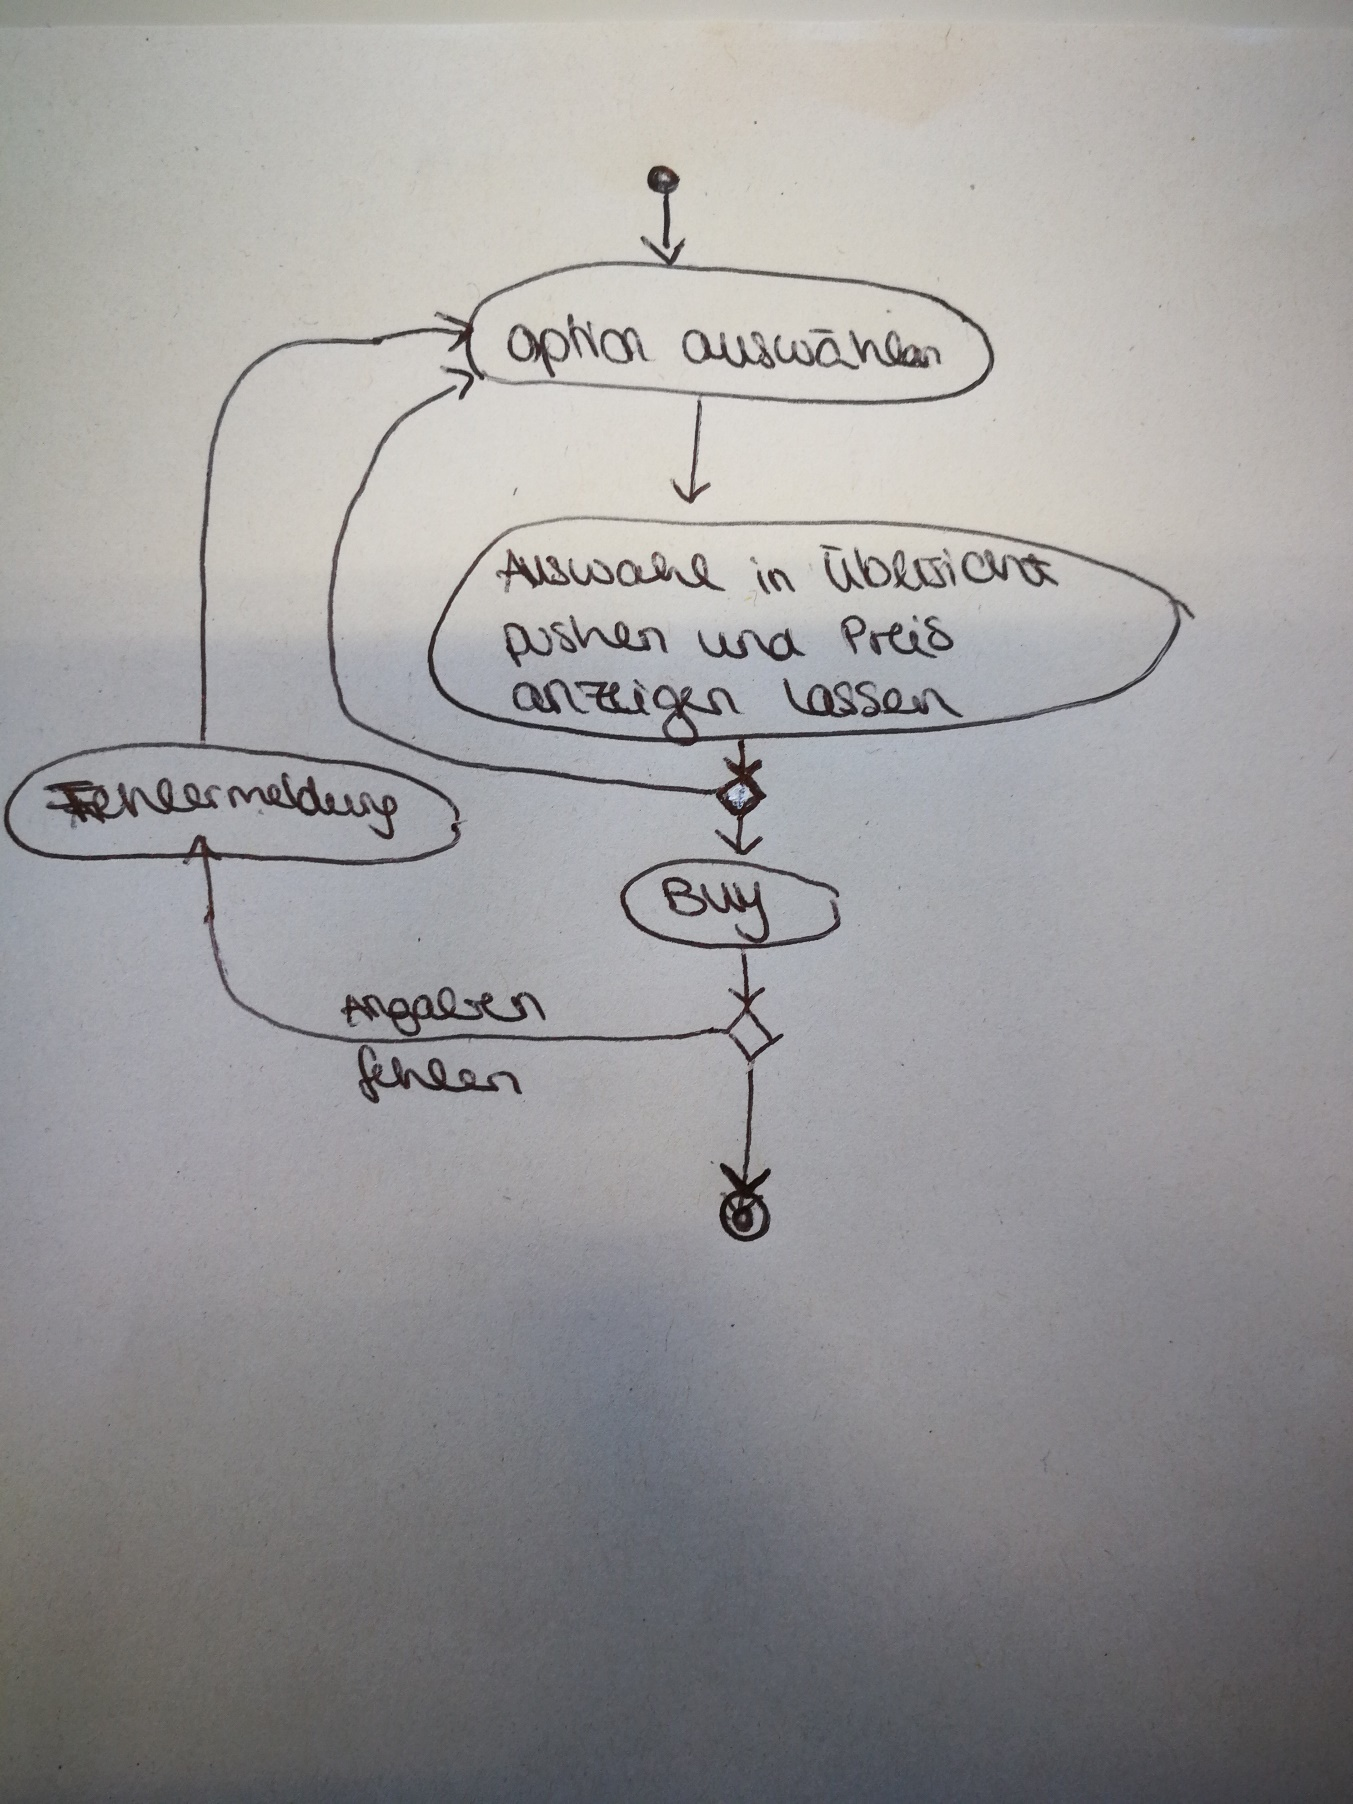 option auswählen
Auswahl in Übersicht
pushen und Preis
anzeigen lassen
Fehlermeldung
Buy
Angaben
fehlen